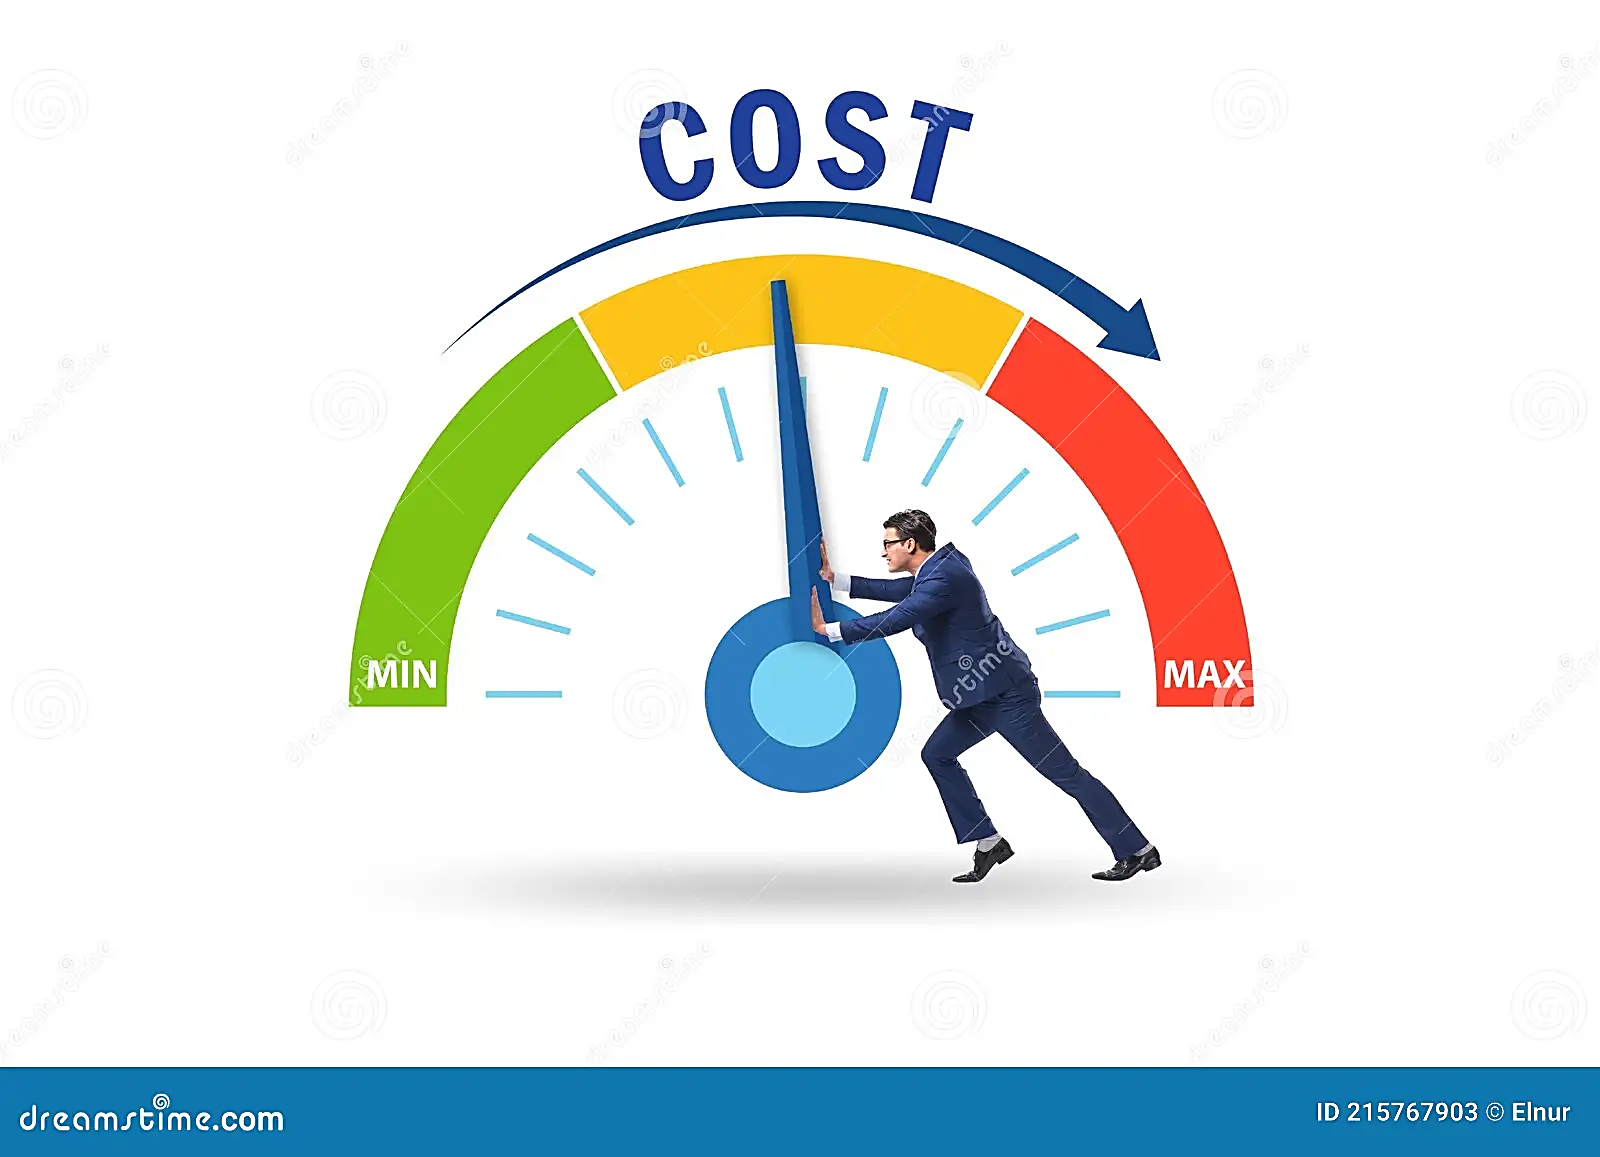 COST
MIN
MAX
dreamstime.com
ID 215767903 © Elnur